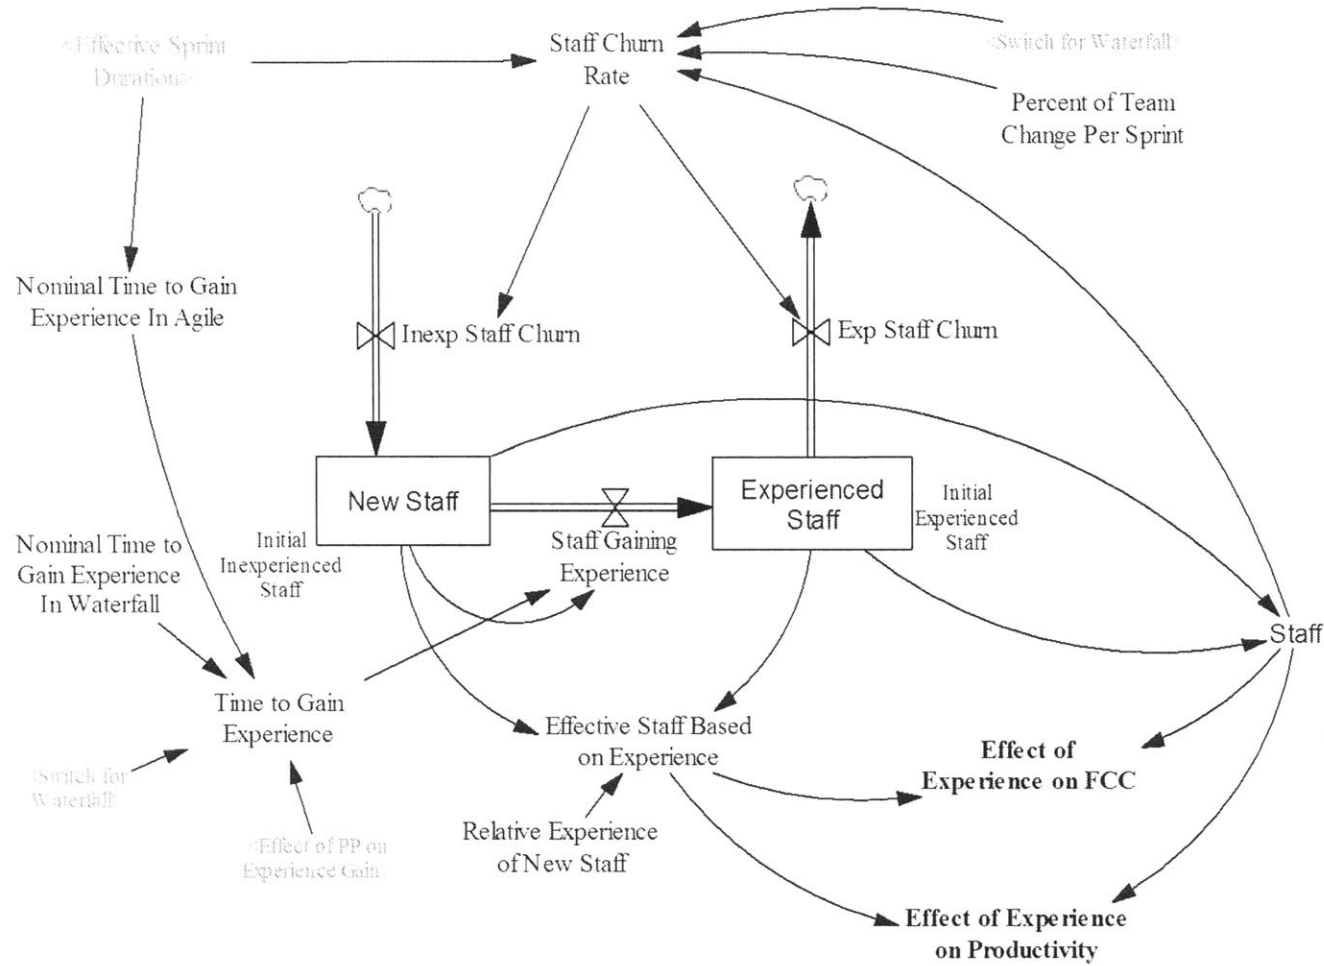 <Effective Sprint
Duration>
Staff Churn
Rate
<Switch for Waterfall>
Percent of Team
Change Per Sprint
Nominal Time to Gain
Experience In Agile
Inexp Staff Churn
Exp Staff Churn
New Staff
Experienced
Staff
Initial
Experienced
Staff
Initial
Inexperienced
Staff
Staff Gaining
Experience
Nominal Time to
Gain Experience
In Waterfall
Staff
Time to Gain
Experience
Effective Staff Based
on Experience
Effect of
Experience on FCC
<Switch for
Waterfall>
<Effect of PP on
Experience Gain>
Relative Experience
of New Staff
Effect of Experience
on Productivity